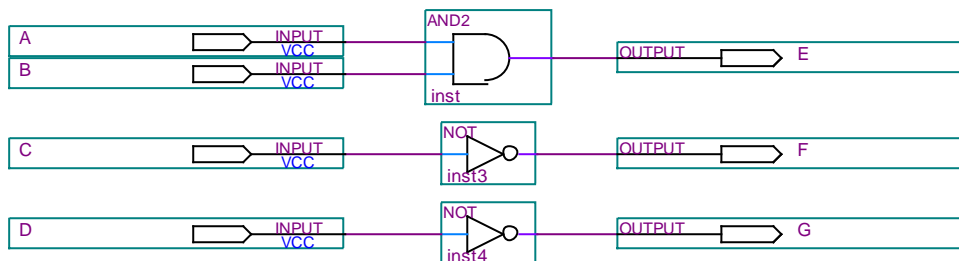 AND2
A INPUT VCC
OUTPUT E
B INPUT VCC
inst
NOT
C INPUT VCC
OUTPUT F
inst3
NOT
D INPUT VCC
OUTPUT G
inst4